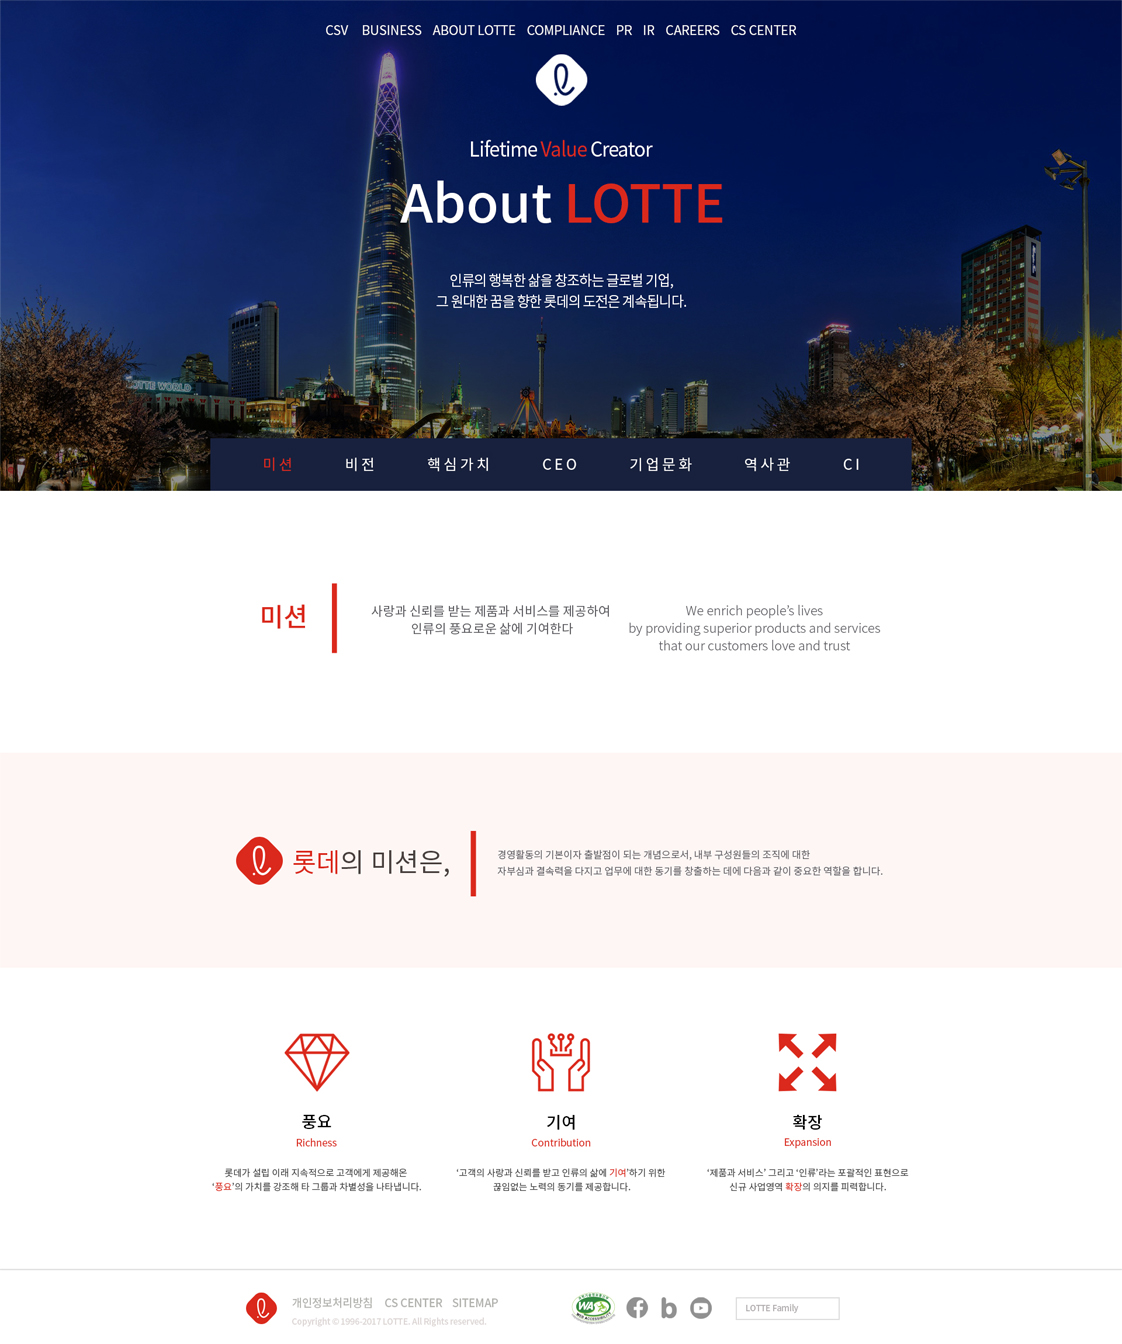 CSV BUSINESS ABOUT LOTTE COMPLIANCE PR IR CAREERS CS CENTER
Lifetime Value Creator
About LOTTE
인류의 행복한 삶을 창조하는 글로벌 기업,
그 원대한 꿈을 향한 롯데의 도전은 계속됩니다.
LOTTE WORLD
미션 비전 핵심가치 CEO 기업문화 역사관 CI
미션
사랑과 신뢰를 받는 제품과 서비스를 제공하여
인류의 풍요로운 삶에 기여한다
We enrich people's lives
by providing superior products and services
that our customers love and trust
롯데의 미션은,
경영활동의 기본이자 출발점이 되는 개념으로서, 내부 구성원들의 조직에 대한
자부심과 결속력을 다지고 업무에 대한 동기를 창출하는 데에 다음과 같이 중요한 역할을 합니다.
풍요
Richness
롯데가 설립 이래 지속적으로 고객에게 제공해온
‘풍요’의 가치를 강조해 타 그룹과 차별성을 나타냅니다.
기여
Contribution
‘고객의 사랑과 신뢰를 받고 인류의 삶에 기여’하기 위한
끊임없는 노력의 동기를 제공합니다.
확장
Expansion
‘제품과 서비스’ 그리고 ‘인류’라는 포괄적인 표현으로
신규 사업영역 확장의 의지를 피력합니다.
개인정보처리방침 CS CENTER SITEMAP
Copyright © 1996-2017 LOTTE. All Rights reserved.
WA
LOTTE Family